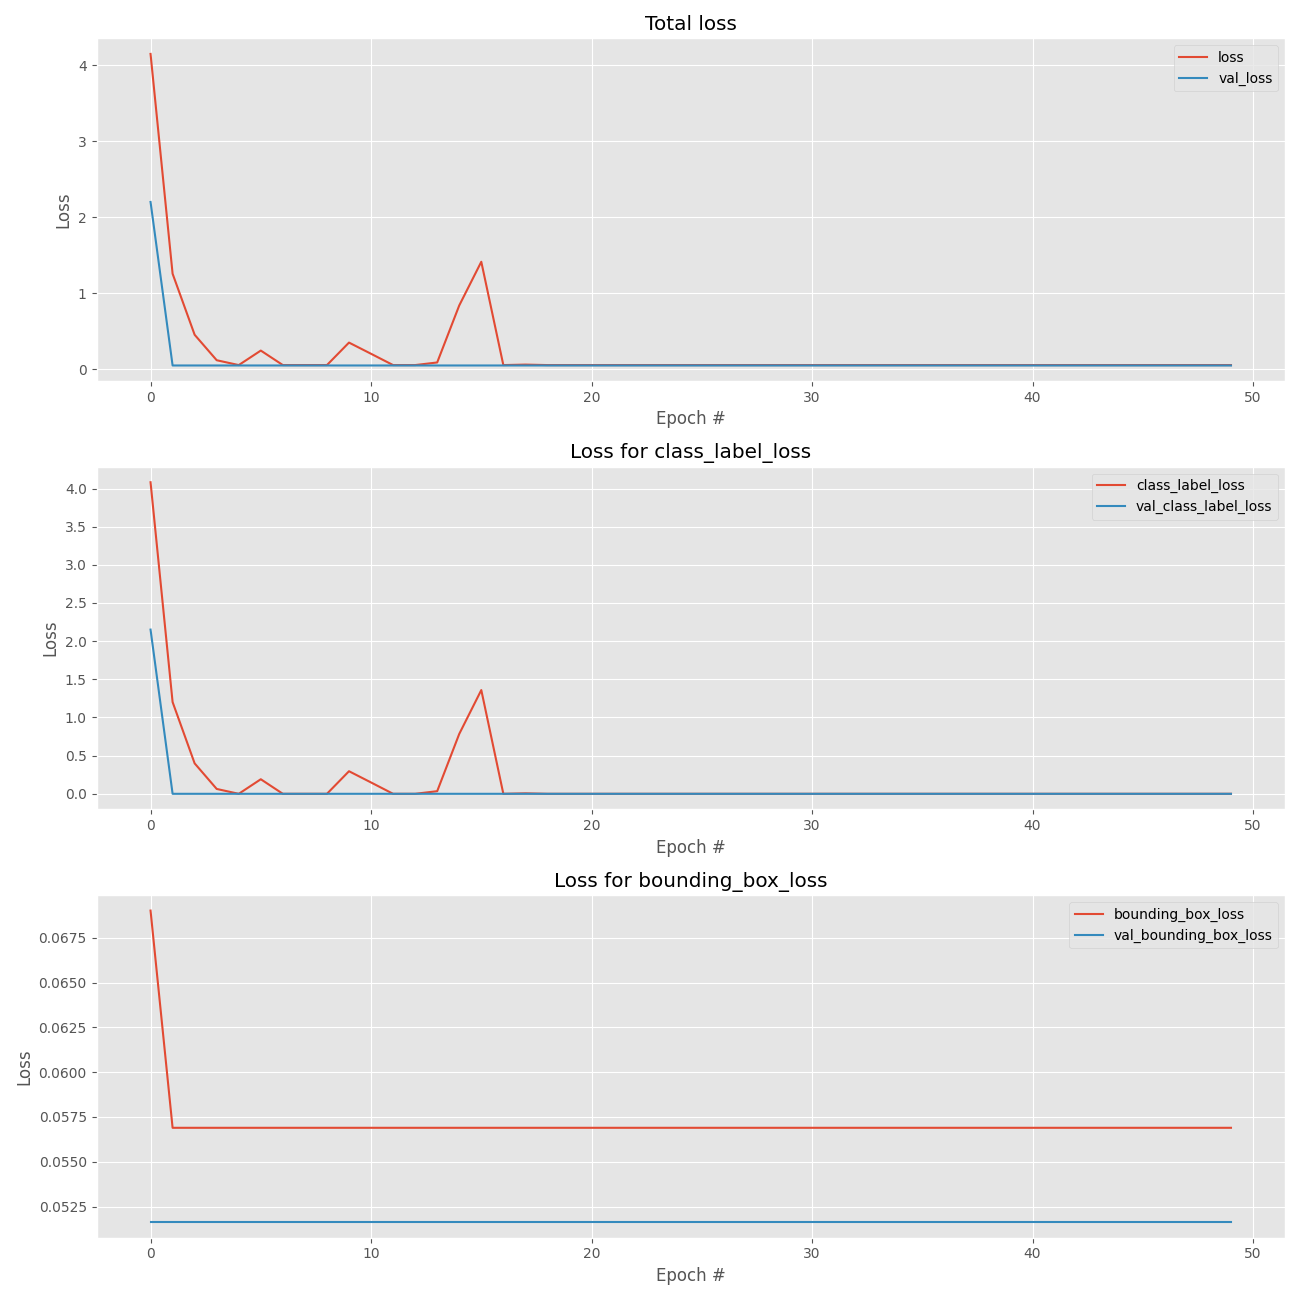 Total loss
loss
val_loss
4
3
2
1
0
Loss
0 10 20 30 40 50
Epoch #
Loss for class_label_loss
class_label_loss
val_class_label_loss
4.0
3.5
3.0
2.5
2.0
1.5
1.0
0.5
0.0
Loss
0 10 20 30 40 50
Epoch #
Loss for bounding_box_loss
bounding_box_loss
val_bounding_box_loss
0.0675
0.0650
0.0625
0.0600
0.0575
0.0550
0.0525
Loss
0 10 20 30 40 50
Epoch #